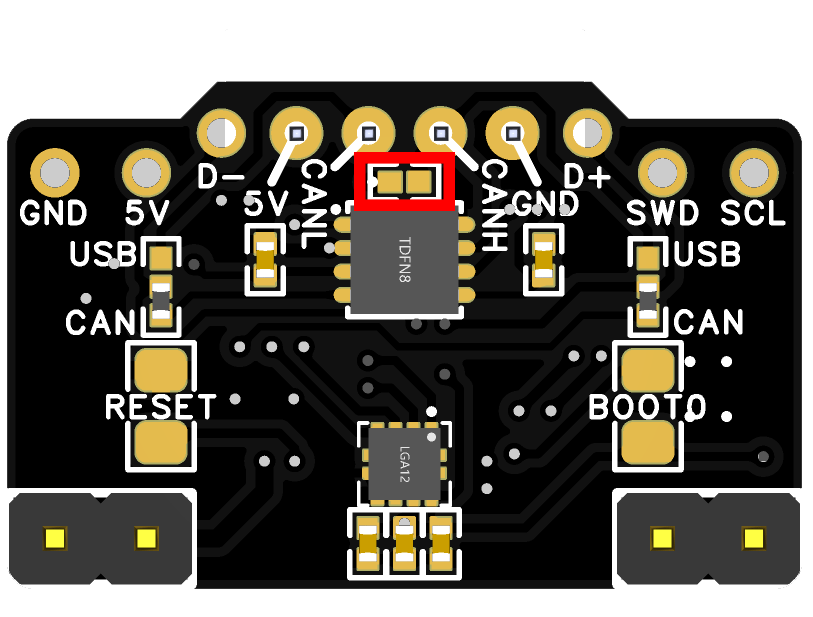 D- D+
GND 5V 5V CANL CANH GND SWD SCL
USB USB
TDFN8
CAN CAN
RESET BOOT0
LGA12